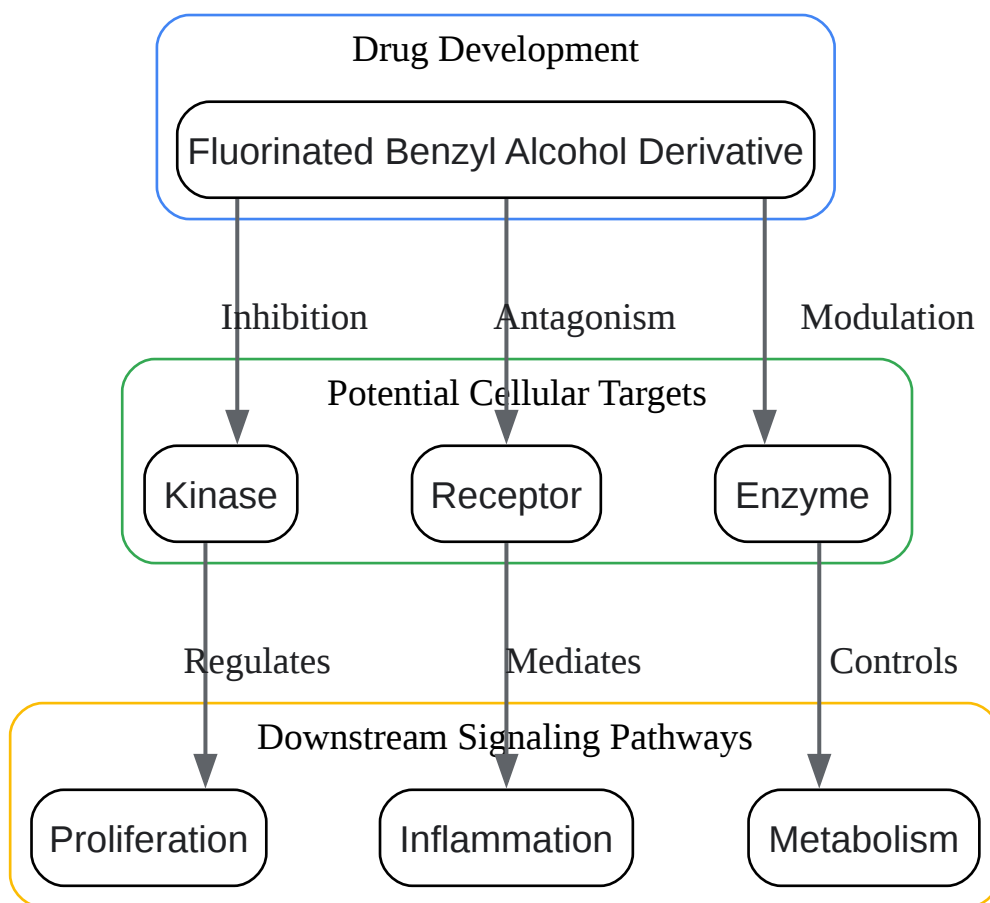 Drug Development
Fluorinated Benzyl Alcohol Derivative
Inhibition
Antagonism
Modulation
Potential Cellular Targets
Kinase
Receptor
Enzyme
Regulates
Mediates
Controls
Downstream Signaling Pathways
Proliferation
Inflammation
Metabolism